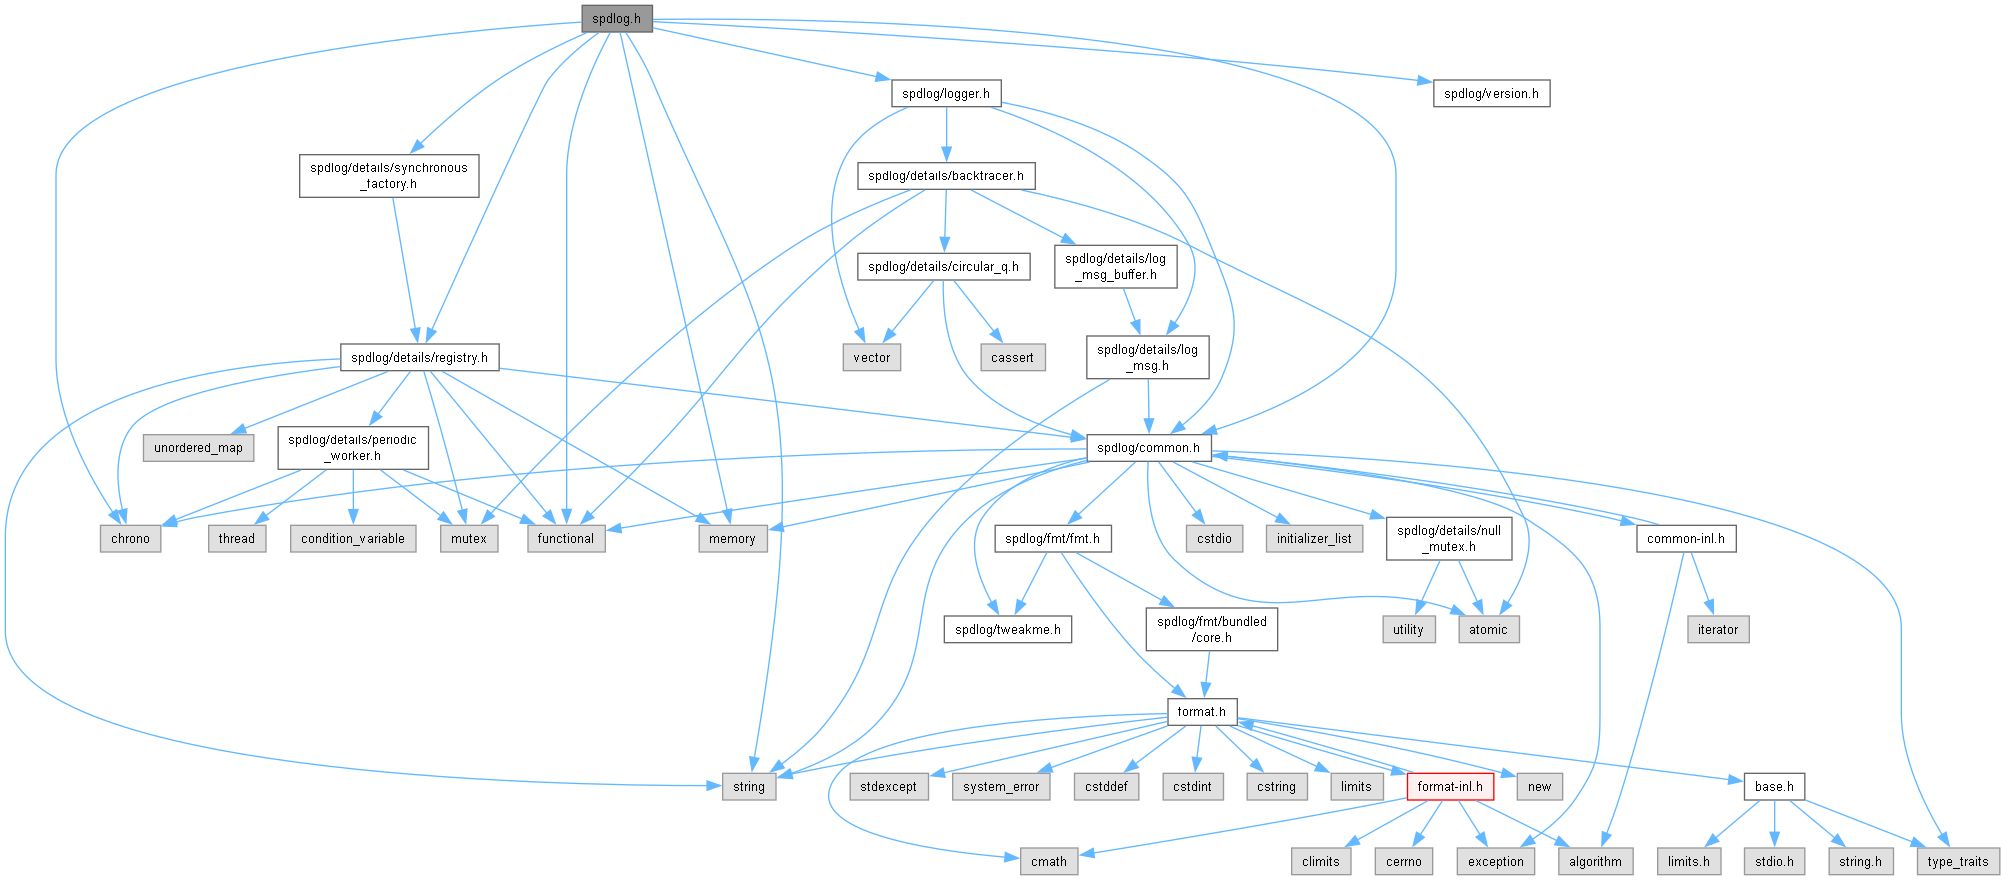 spdlog.h
spdlog/logger.h
spdlog/version.h
spdlog/details/synchronous
_factory.h
spdlog/details/backtracer.h
spdlog/details/circular_q.h
spdlog/details/log
_msg_buffer.h
spdlog/details/registry.h
vector
cassert
spdlog/details/log
_msg.h
unordered_map
spdlog/details/periodic
_worker.h
spdlog/common.h
chrono
thread
condition_variable
mutex
functional
memory
spdlog/fmt/fmt.h
cstdio
initializer_list
spdlog/details/null
_mutex.h
common-inl.h
spdlog/tweakme.h
spdlog/fmt/bundled
/core.h
utility
atomic
iterator
format.h
string
stdexcept
system_error
cstddef
cstdint
cstring
limits
format-inl.h
new
base.h
cmath
climits
cerrno
exception
algorithm
limits.h
stdio.h
string.h
type_traits